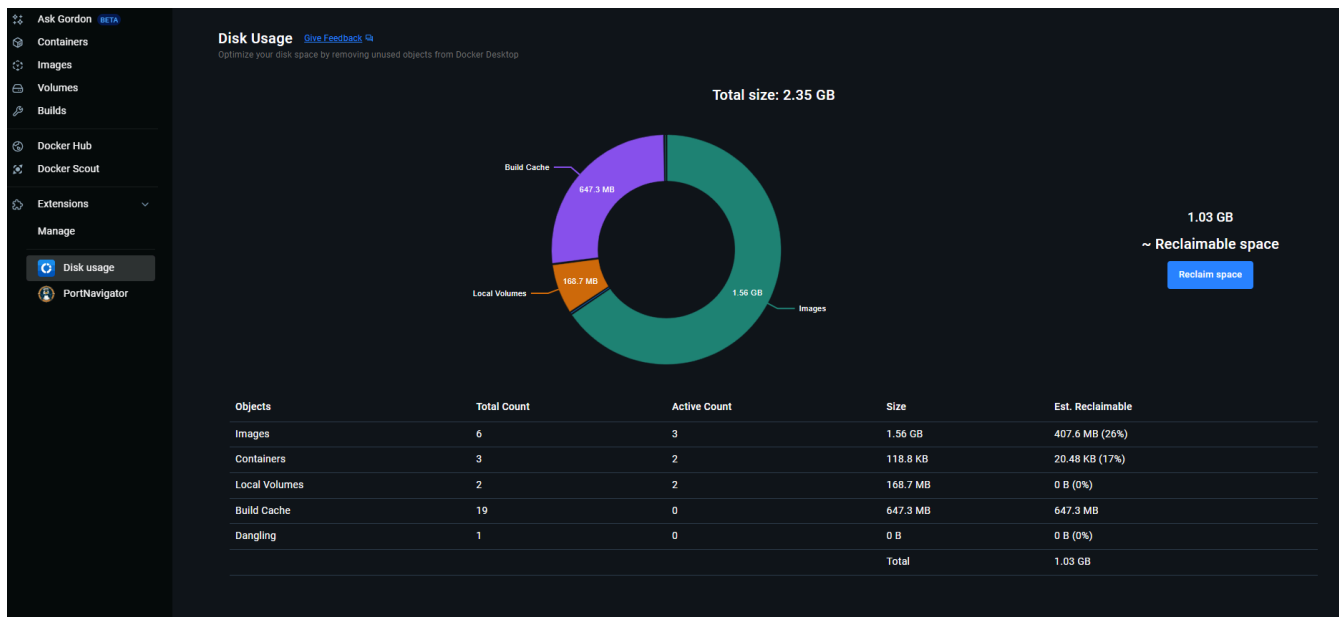 Ask Gordon BETA
Containers
Images
Volumes
Builds
Docker Hub
Docker Scout
Extensions
Manage
Disk usage
PortNavigator
Disk Usage Give Feedback
Optimize your disk space by removing unused objects from Docker Desktop
Total size: 2.35 GB
Build Cache
647.3 MB
Local Volumes
168.7 MB
1.56 GB
Images
1.03 GB
~ Reclaimable space
Reclaim space
Objects Total Count Active Count Size Est. Reclaimable
Images 6 3 1.56 GB 407.6 MB (26%)
Containers 3 2 118.8 KB 20.48 KB (17%)
Local Volumes 2 2 168.7 MB 0 B (0%)
Build Cache 19 0 647.3 MB 647.3 MB
Dangling 1 0 0 B 0 B (0%)
Total 1.03 GB